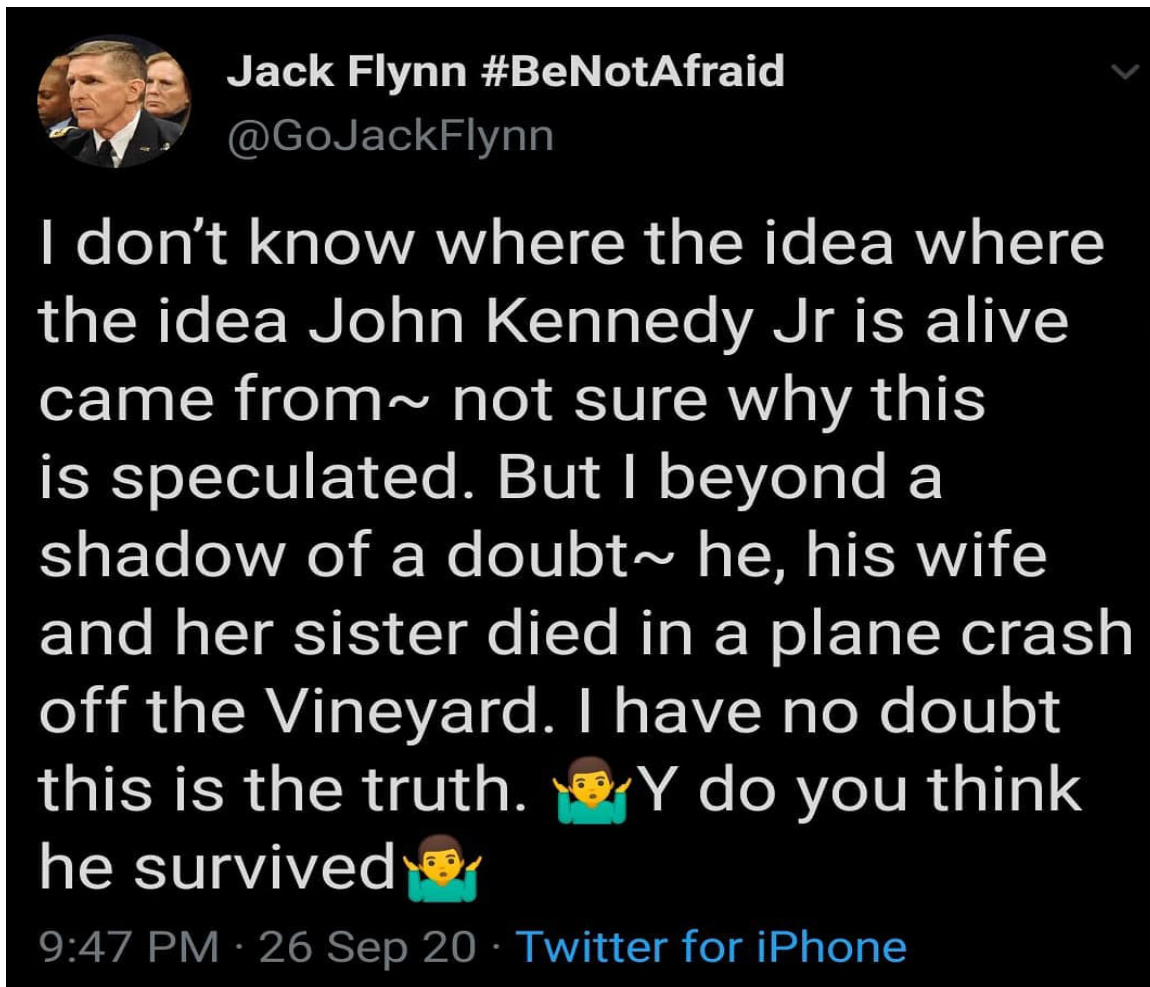 Jack Flynn #BeNotAfraid
@GoJackFlynn
I don’t know where the idea where
the idea John Kennedy Jr is alive
came from~ not sure why this
is speculated. But I beyond a
shadow of a doubt~ he, his wife
and her sister died in a plane crash
off the Vineyard. I have no doubt
this is the truth. 🤷‍♂️Y do you think
he survived🤷‍♂️
9:47 PM · 26 Sep 20 · Twitter for iPhone